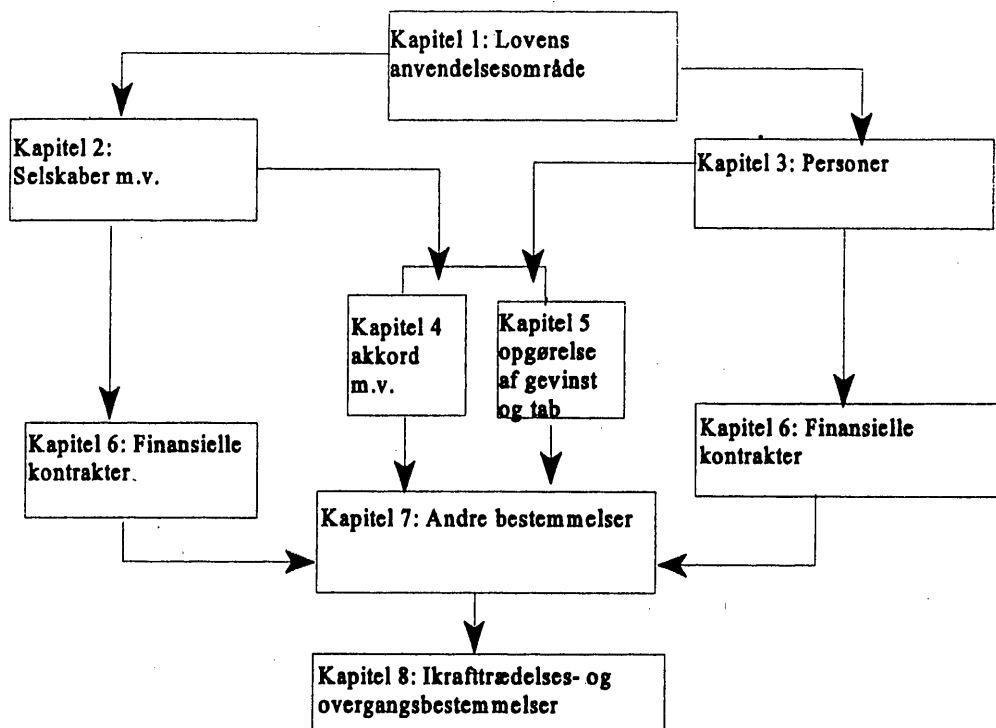 Kapitel 1: Lovens
anvendelsesområde
Kapitel 2:
Selskaber m.v.
Kapitel 3: Personer
Kapitel 4
akkord
m.v.
Kapitel 5
opgørelse
af gevinst
og tab
Kapitel 6: Finansielle
kontrakter.
Kapitel 6: Finansielle
kontrakter
Kapitel 7: Andre bestemmelser
Kapitel 8: Ikrafttrædelses- og
overgangsbestemmelser